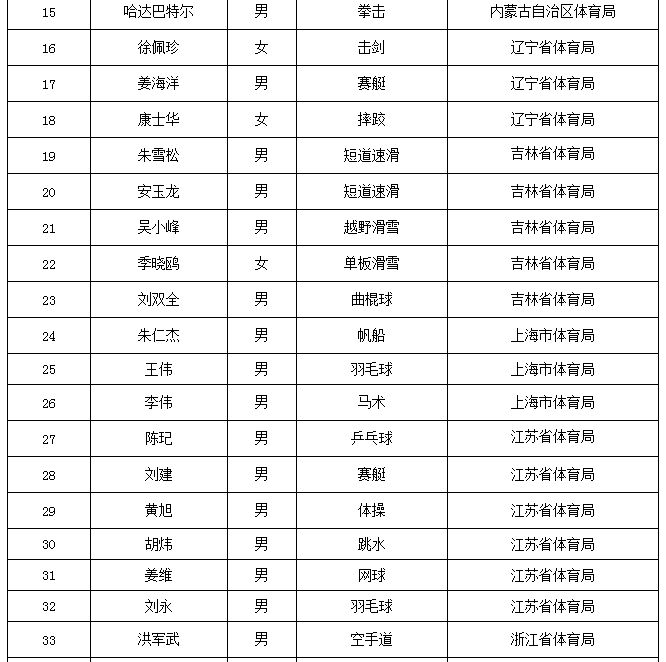 15 哈达巴特尔 男 拳击 内蒙古自治区体育局
16 徐佩珍 女 击剑 辽宁省体育局
17 姜海洋 男 赛艇 辽宁省体育局
18 康士华 女 摔跤 辽宁省体育局
19 朱雪松 男 短道速滑 吉林省体育局
20 安玉龙 男 短道速滑 吉林省体育局
21 吴小峰 男 越野滑雪 吉林省体育局
22 季晓鸥 女 单板滑雪 吉林省体育局
23 刘双全 男 曲棍球 吉林省体育局
24 朱仁杰 男 帆船 上海市体育局
25 王伟 男 羽毛球 上海市体育局
26 李伟 男 马术 上海市体育局
27 陈玘 男 乒乓球 江苏省体育局
28 刘建 男 赛艇 江苏省体育局
29 黄旭 男 体操 江苏省体育局
30 胡炜 男 跳水 江苏省体育局
31 姜维 男 网球 江苏省体育局
32 刘永 男 羽毛球 江苏省体育局
33 洪军武 男 空手道 浙江省体育局